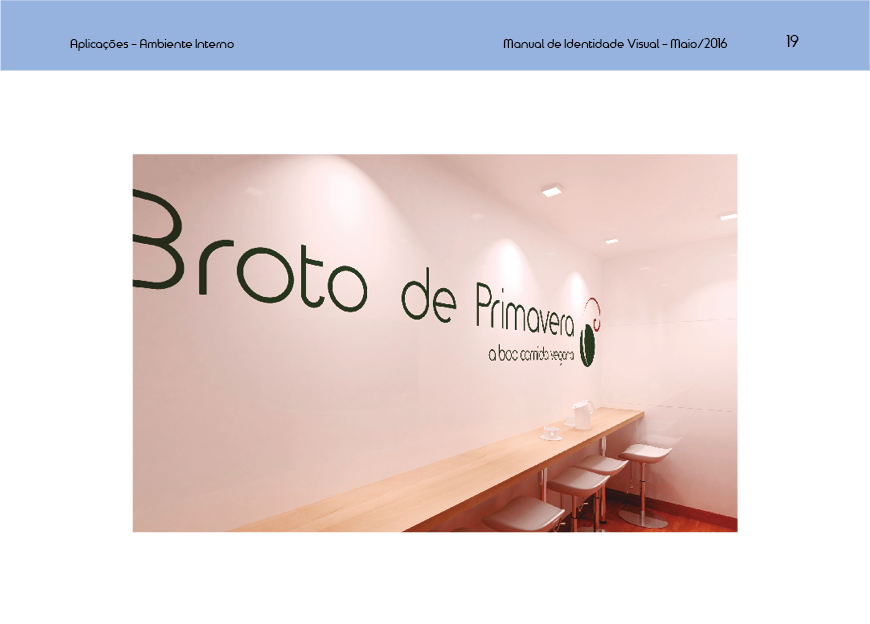 Aplicações – Ambiente Interno
Manual de Identidade Visual – Maio/2016
19
Broto de Primavera
a boa comida vegana